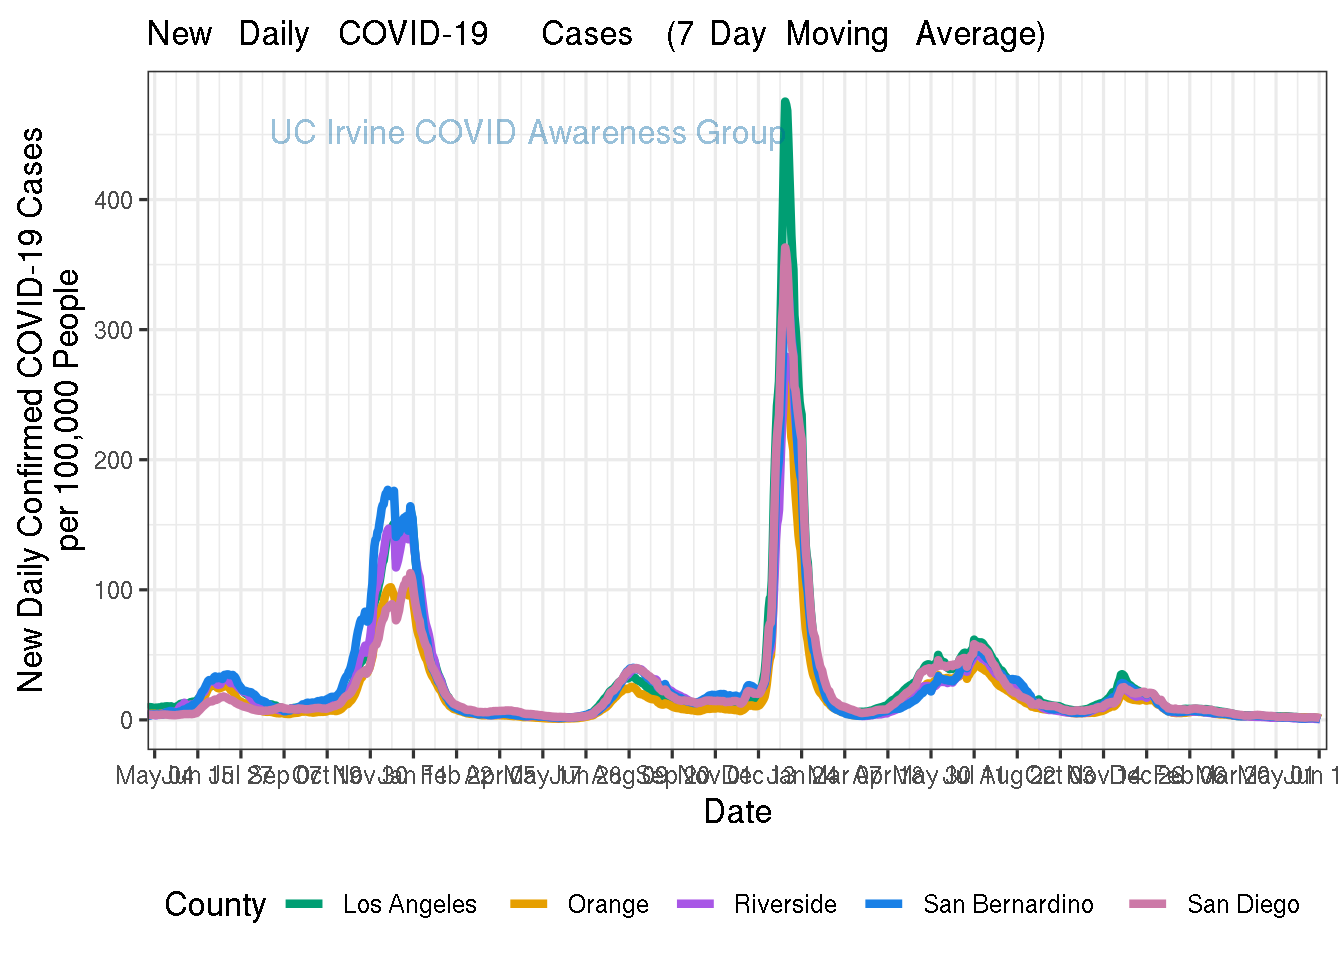 New Daily COVID-19 Cases (7 Day Moving Average)
UC Irvine COVID Awareness Group
New Daily Confirmed COVID-19 Cases
per 100,000 People
400
300
200
100
0
Date
County
Los Angeles
Orange
Riverside
San Bernardino
San Diego